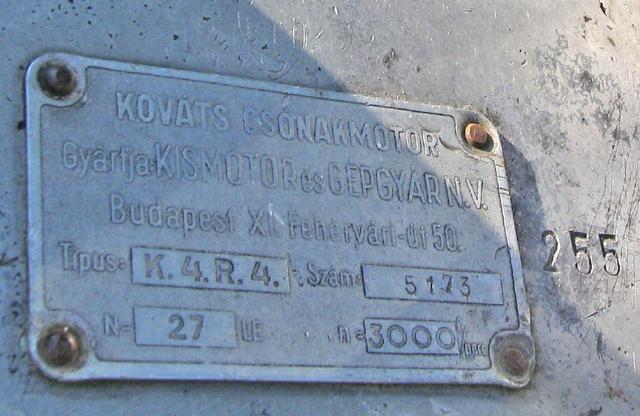 KOVÁTS CSÓNAKMOTOR
Gyártja: KISMOTOR és GÉPGYÁR N.V.
Budapest XI. Fehérvári-út 50.
Típus: K.4.R.4. Szám: 5173
N= 27 LE n= 3000/perc
255